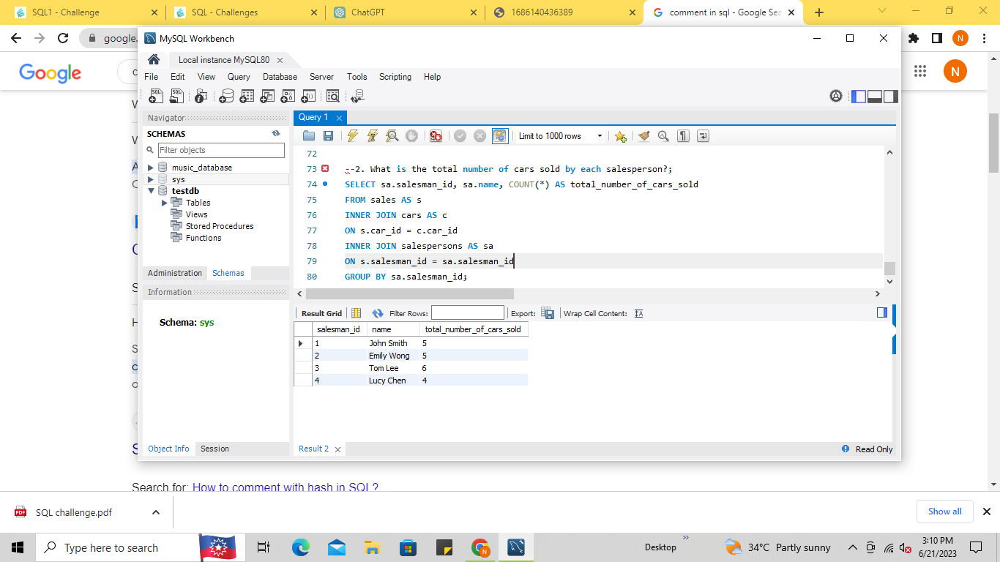 SQL1 - Challenge
SQL - Challenges
ChatGPT
1686140436389
comment in sql - Google Sea
google.
N
Google
N
MySQL Workbench
Local instance MySQL80
File Edit View Query Database Server Tools Scripting Help
Navigator
SCHEMAS
Filter objects
music_database
sys
testdb
Tables
Views
Stored Procedures
Functions
Administration Schemas
Information
Schema: sys
Object Info Session
Query 1
Limit to 1000 rows
72
73 --2. What is the total number of cars sold by each salesperson?;
74 SELECT sa.salesman_id, sa.name, COUNT(*) AS total_number_of_cars_sold
75 FROM sales AS s
76 INNER JOIN cars AS c
77 ON s.car_id = c.car_id
78 INNER JOIN salespersons AS sa
79 ON s.salesman_id = sa.salesman_id
80 GROUP BY sa.salesman_id;
Result Grid Filter Rows: Export: Wrap Cell Content:
salesman_id name total_number_of_cars_sold
1 John Smith 5
2 Emily Wong 5
3 Tom Lee 6
4 Lucy Chen 4
Result 2
Read Only
Search for: How to comment with hash in SQL?
SQL challenge.pdf
Show all
Type here to search
Desktop
34°C Partly sunny
3:10 PM
6/21/2023